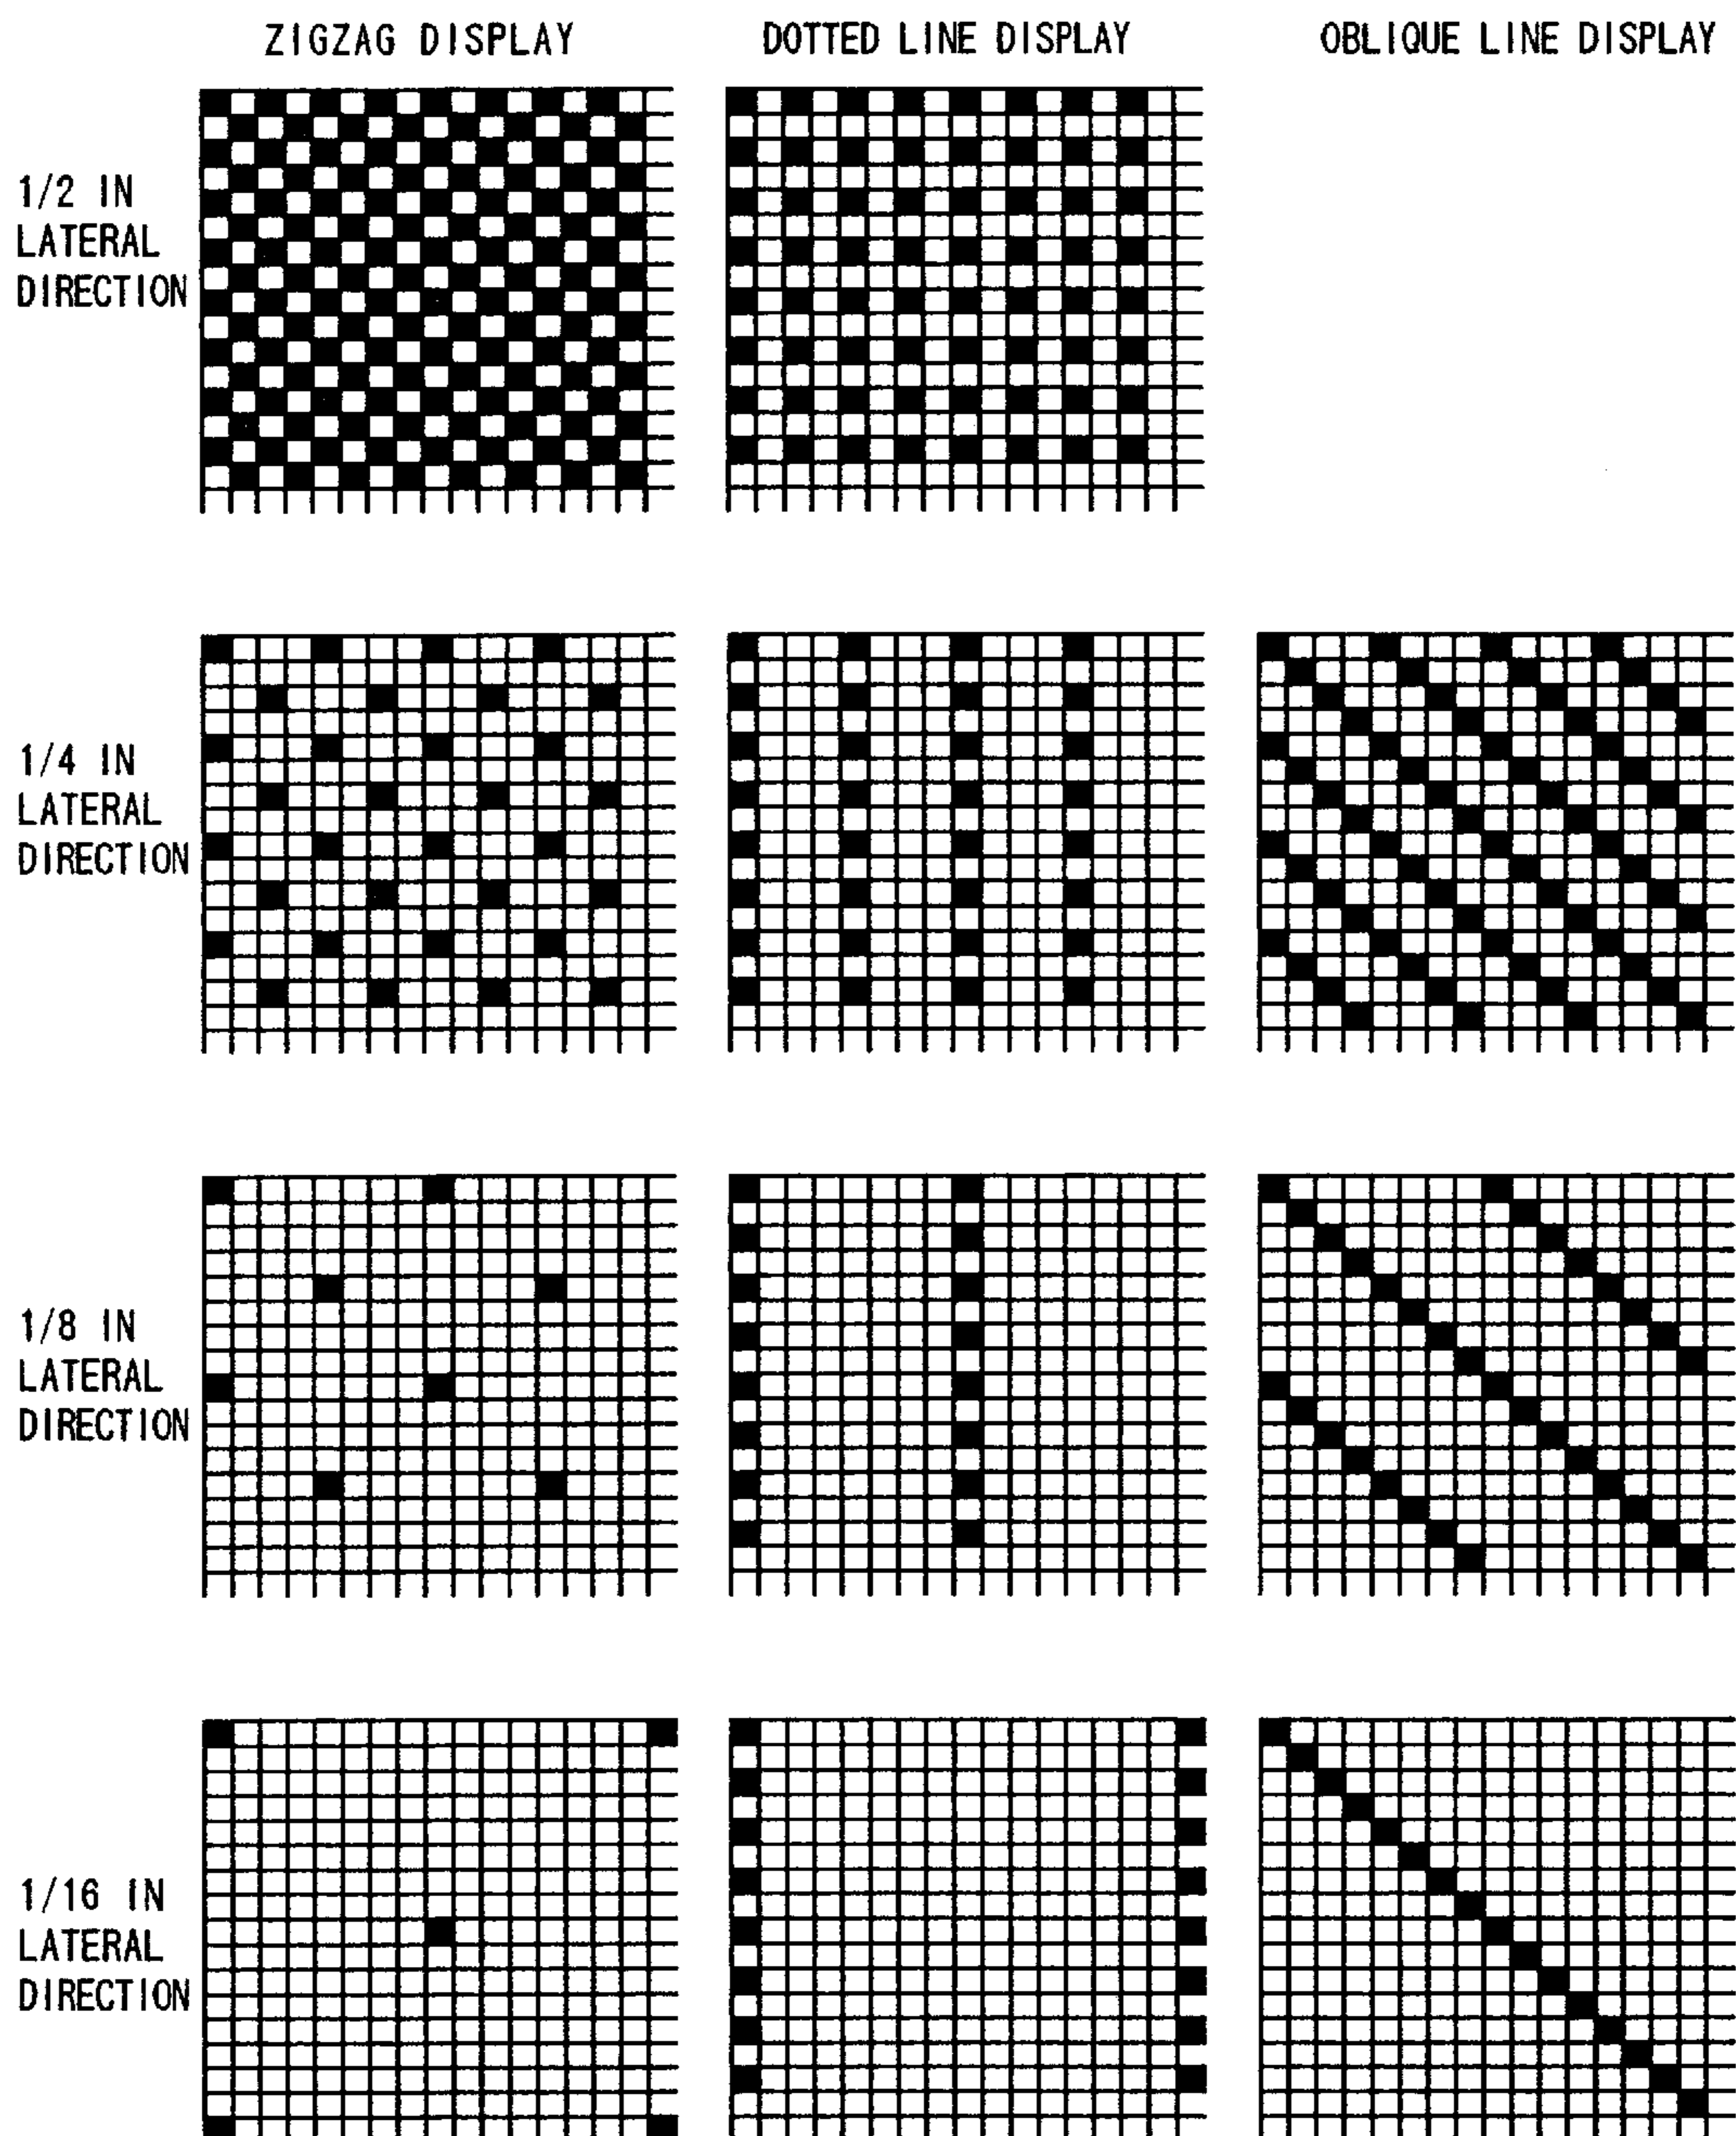 ZIGZAG DISPLAY
DOTTED LINE DISPLAY
OBLIQUE LINE DISPLAY
1/2 IN
LATERAL
DIRECTION
1/4 IN
LATERAL
DIRECTION
1/8 IN
LATERAL
DIRECTION
1/16 IN
LATERAL
DIRECTION